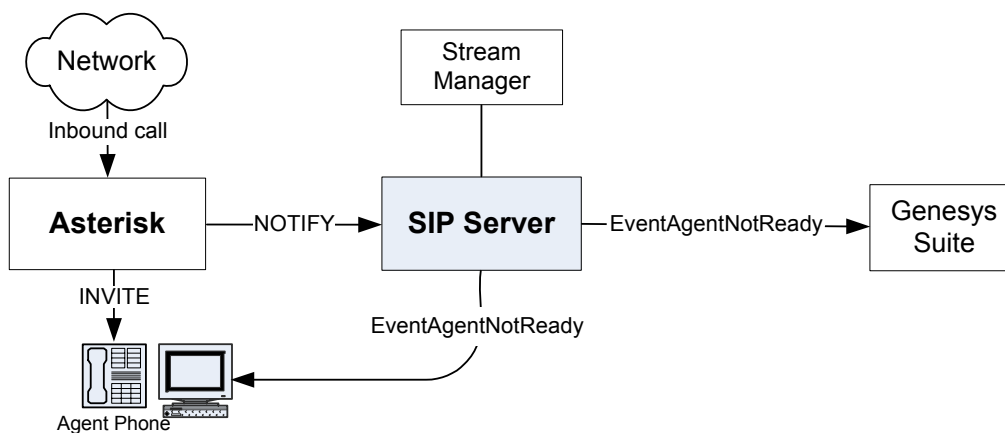 Network
Stream
Manager
Inbound call
Asterisk
NOTIFY
SIP Server
EventAgentNotReady
Genesys
Suite
INVITE
EventAgentNotReady
Agent Phone